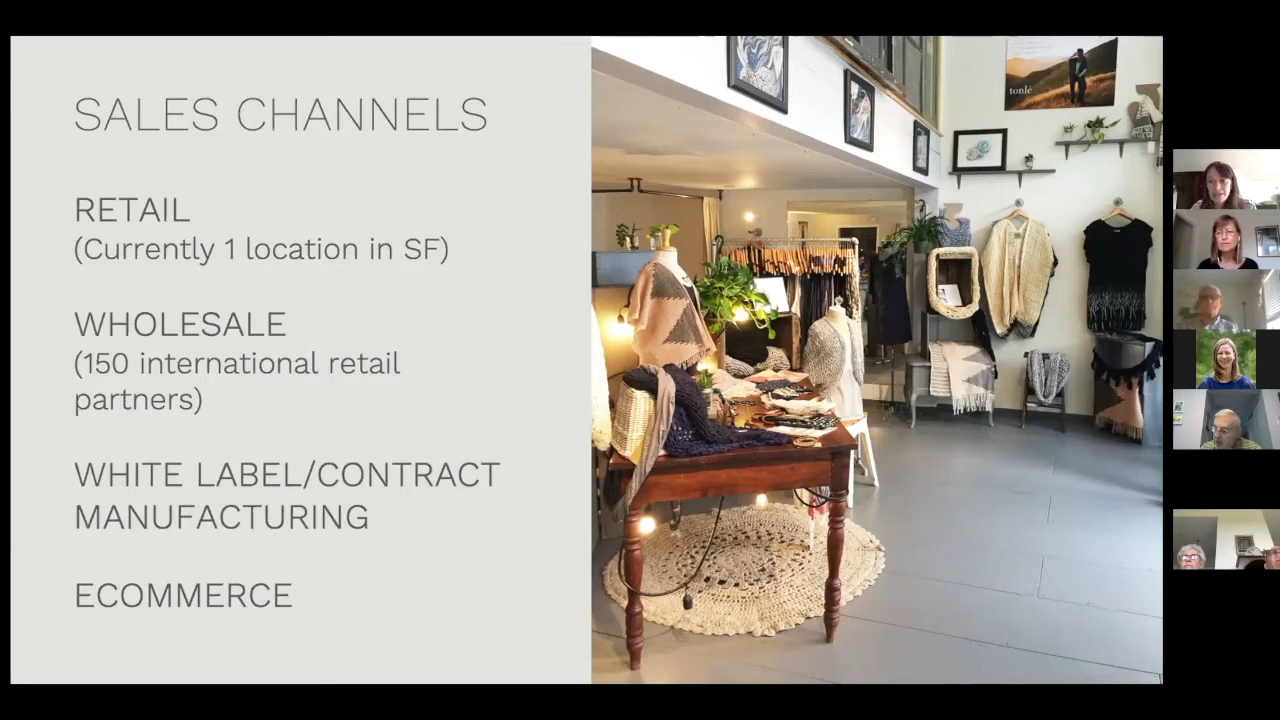 SALES CHANNELS
RETAIL
(Currently 1 location in SF)
WHOLESALE
(150 international retail
partners)
WHITE LABEL/CONTRACT
MANUFACTURING
ECOMMERCE
tonlé